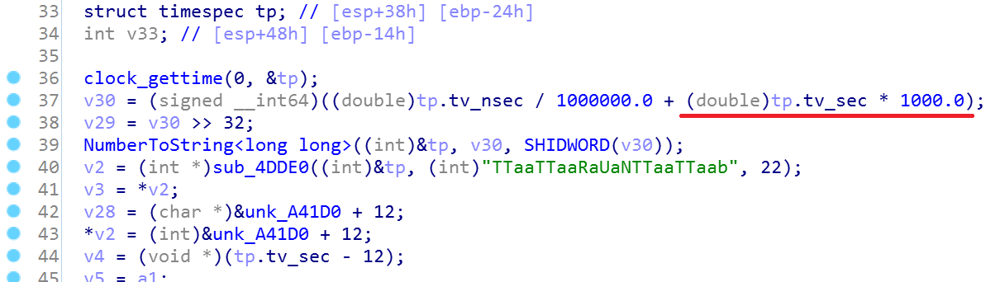 33 struct timespec tp; // [esp+38h] [ebp-24h]
34 int v33; // [esp+48h] [ebp-14h]
35
36 clock_gettime(0, &tp);
37 v30 = (signed __int64)((double)tp.tv_nsec / 1000000.0 + (double)tp.tv_sec * 1000.0);
38 v29 = v30 >> 32;
39 NumberToString<long long>((int)&tp, v30, SHIDWORD(v30));
40 v2 = (int *)sub_4DDE0((int)&tp, (int)"TTaaTTaaRaUaNTTaaTTaab", 22);
41 v3 = *v2;
42 v28 = (char *)&unk_A41D0 + 12;
43 *v2 = (int)&unk_A41D0 + 12;
44 v4 = (void *)(tp.tv_sec - 12);
45 v5 = a1;